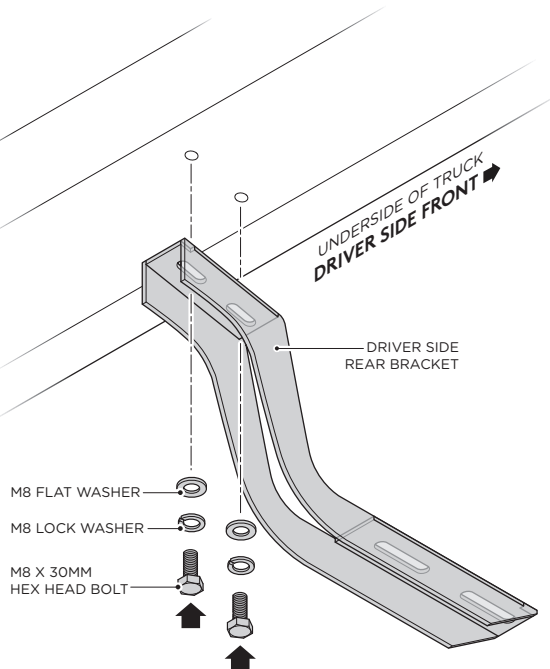 UNDERSIDE OF TRUCK
DRIVER SIDE FRONT
DRIVER SIDE
REAR BRACKET
M8 FLAT WASHER
M8 LOCK WASHER
M8 X 30MM
HEX HEAD BOLT